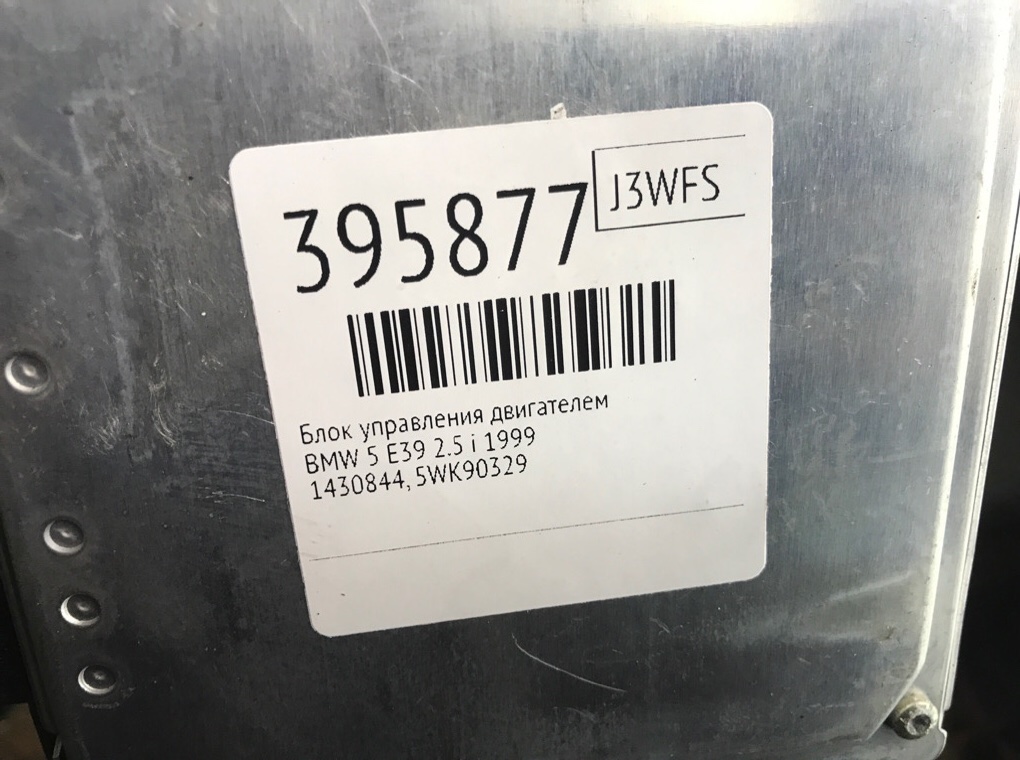 395877
J3WFS
Блок управления двигателем
BMW 5 E39 2.5 i 1999
1430844, 5WK90329